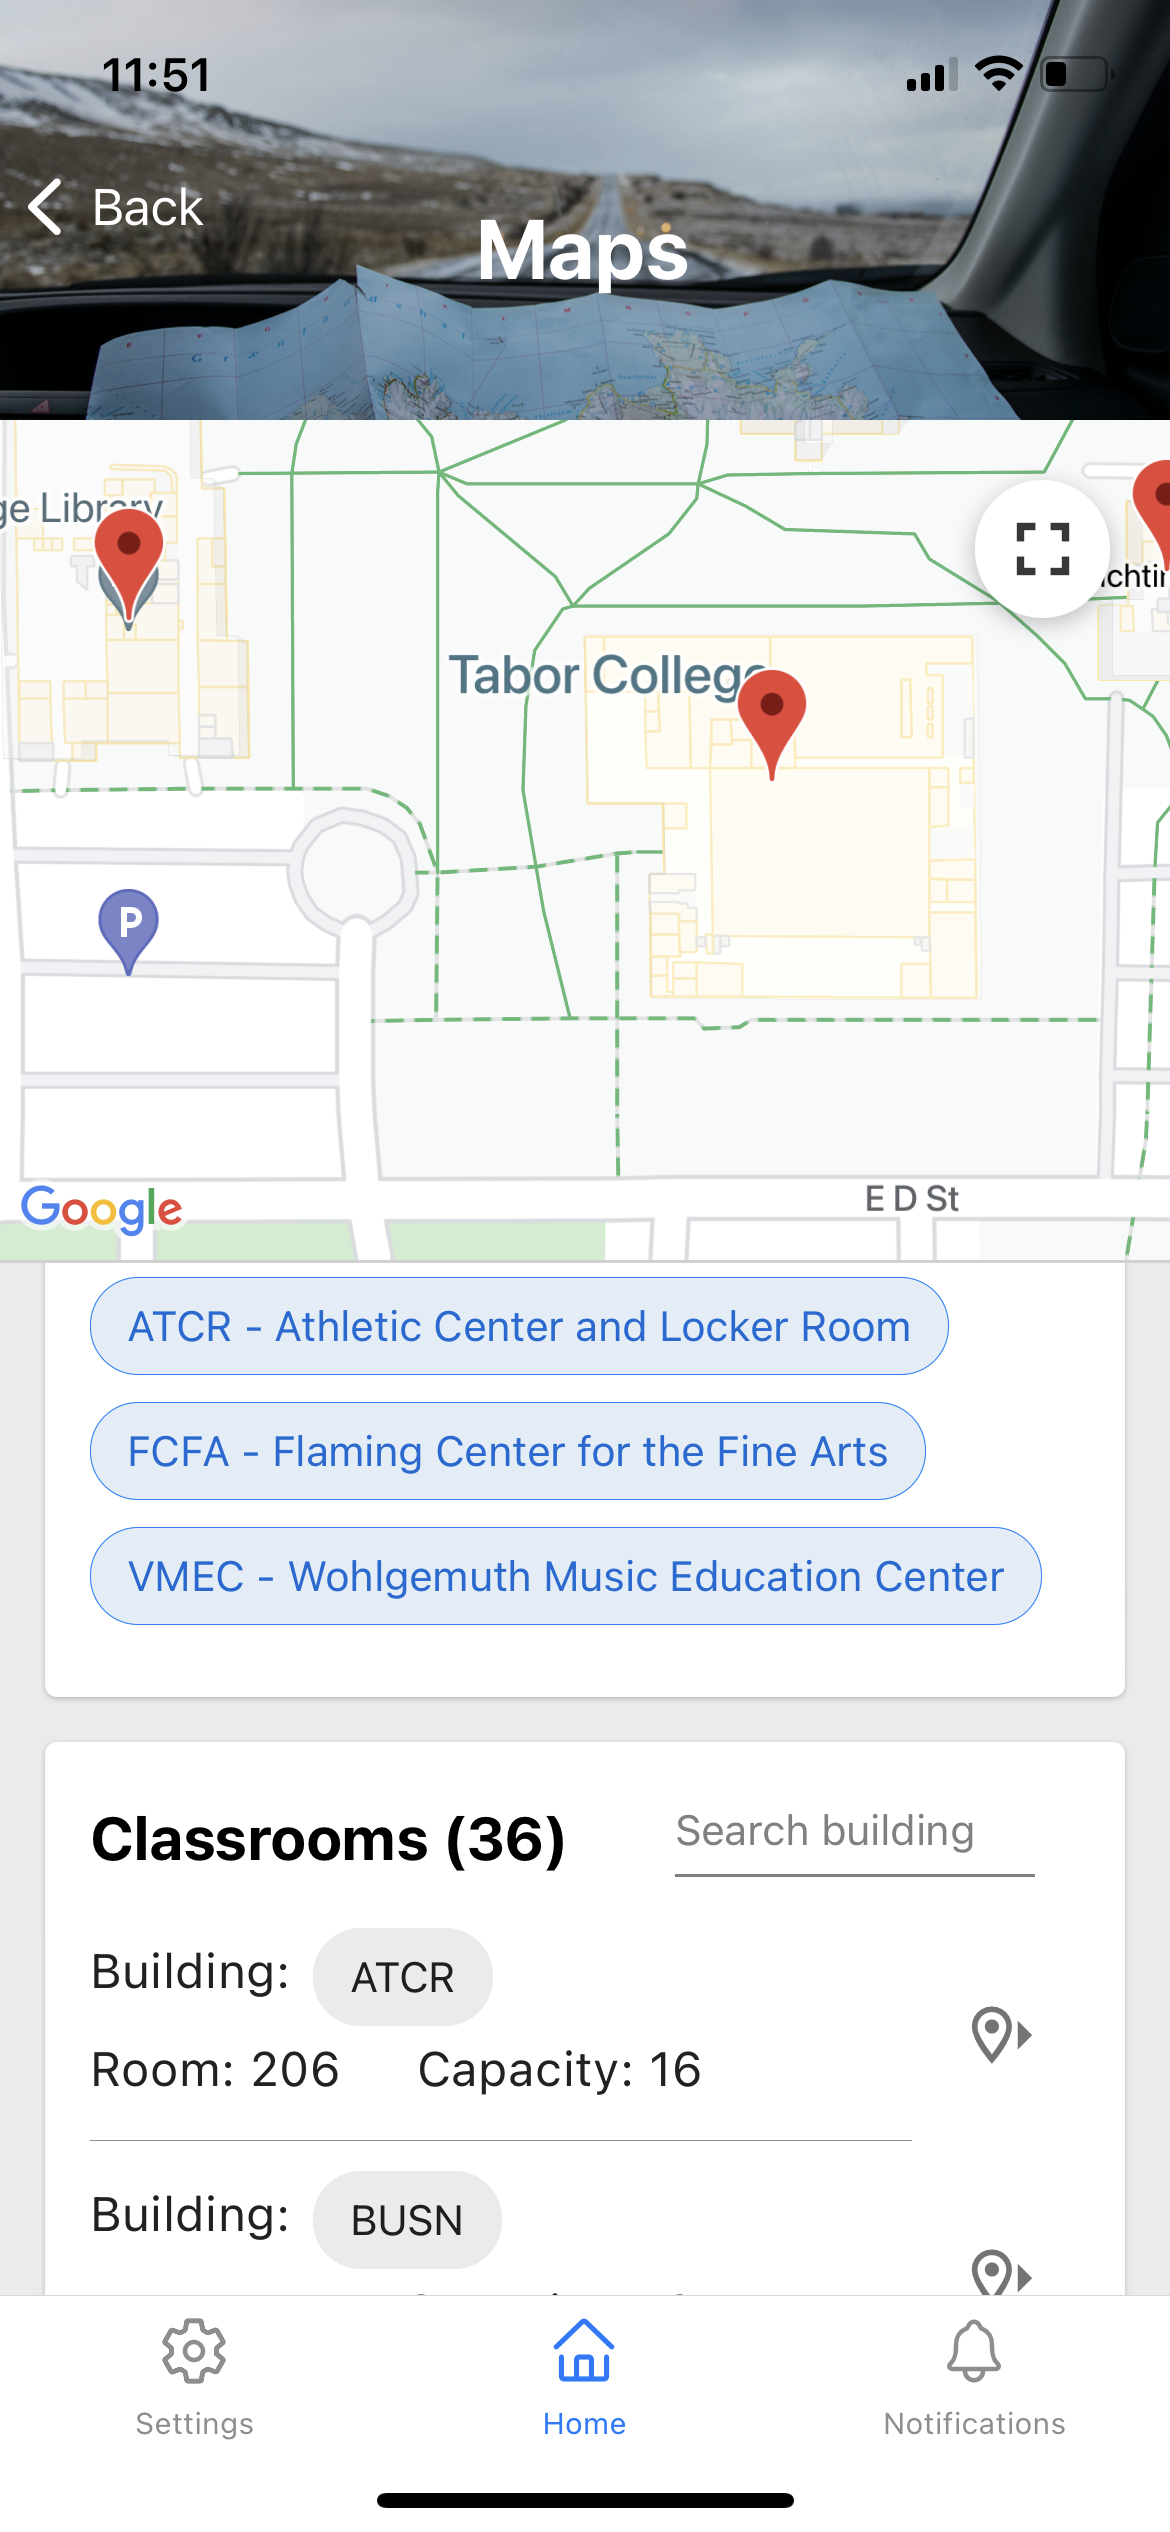 11:51
Back
Maps
ge Library
Tabor College
P
Google
E D St
ATCR - Athletic Center and Locker Room
FCFA - Flaming Center for the Fine Arts
VMEC - Wohlgemuth Music Education Center
Classrooms (36)
Search building
Building: ATCR
Room: 206 Capacity: 16
Building: BUSN
Settings
Home
Notifications